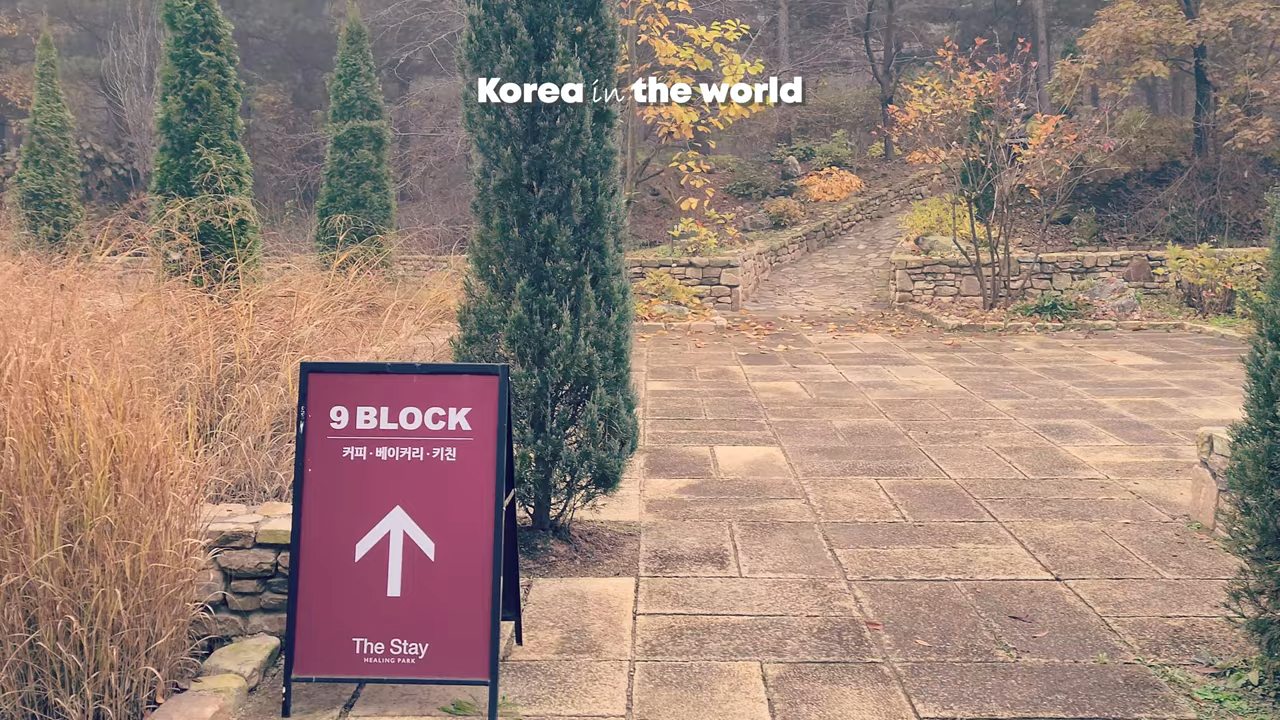 Korea in the world
9 BLOCK
커피·베이커리·키친
The Stay
HEALING PARK